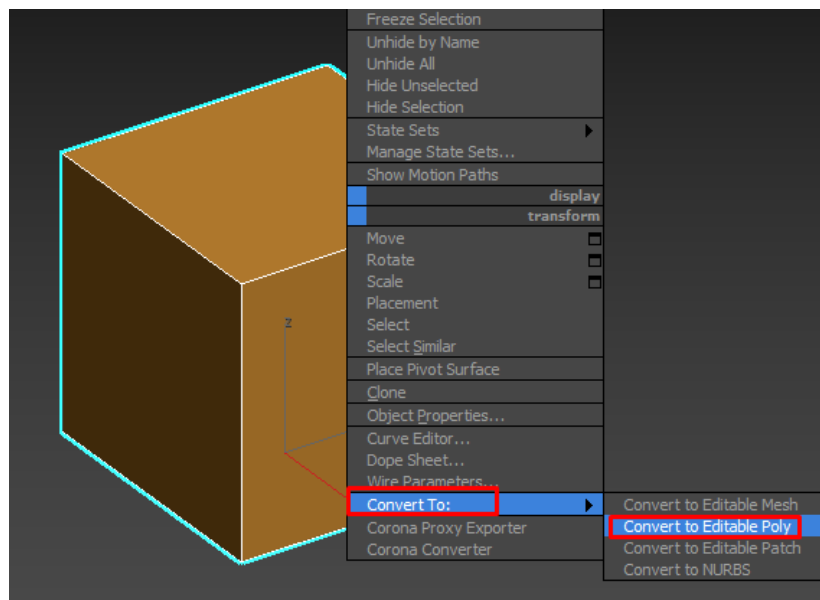 Freeze Selection
Unhide by Name
Unhide All
Hide Unselected
Hide Selection
State Sets
Manage State Sets...
Show Motion Paths
display
transform
Move
Rotate
Scale
Placement
Select
Select Similar
Place Pivot Surface
Clone
Object Properties...
Curve Editor...
Dope Sheet...
Wire Parameters...
Convert To:
Corona Proxy Exporter
Corona Converter
Convert to Editable Mesh
Convert to Editable Poly
Convert to Editable Patch
Convert to NURBS
z